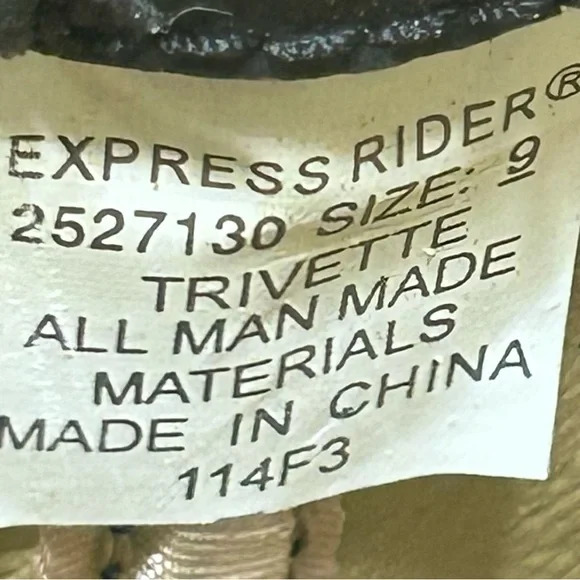 EXPRESS RIDER®
2527130 SIZE: 9
TRIVETTE
ALL MAN MADE
MATERIALS
MADE IN CHINA
114F3